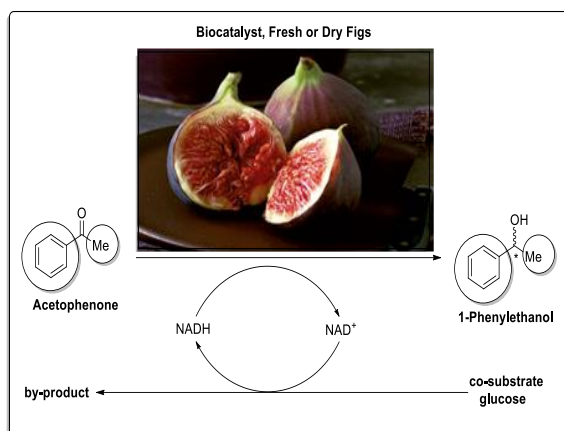 Biocatalyst, Fresh or Dry Figs
O
Me
Acetophenone
OH
*
Me
1-Phenylethanol
NADH
NAD⁺
by-product
co-substrate
glucose